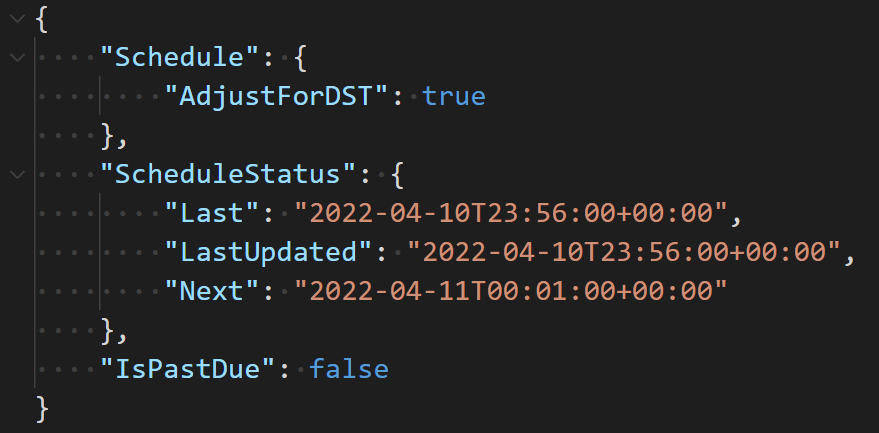 {
    "Schedule": {
        "AdjustForDST": true
    },
    "ScheduleStatus": {
        "Last": "2022-04-10T23:56:00+00:00",
        "LastUpdated": "2022-04-10T23:56:00+00:00",
        "Next": "2022-04-11T00:01:00+00:00"
    },
    "IsPastDue": false
}